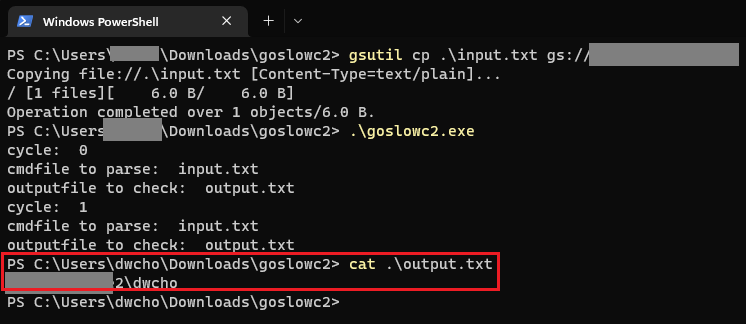 Windows PowerShell
PS C:\Users\ \Downloads\goslowc2> gsutil cp .\input.txt gs://
Copying file://.\input.txt [Content-Type=text/plain]...
/ [1 files][    6.0 B/    6.0 B]
Operation completed over 1 objects/6.0 B.
PS C:\Users \Downloads\goslowc2> .\goslowc2.exe
cycle:  0
cmdfile to parse:  input.txt
outputfile to check:  output.txt
cycle:  1
cmdfile to parse:  input.txt
outputfile to check:  output.txt
PS C:\Users\dwcho\Downloads\goslowc2> cat .\output.txt
2\dwcho
PS C:\Users\dwcho\Downloads\goslowc2>